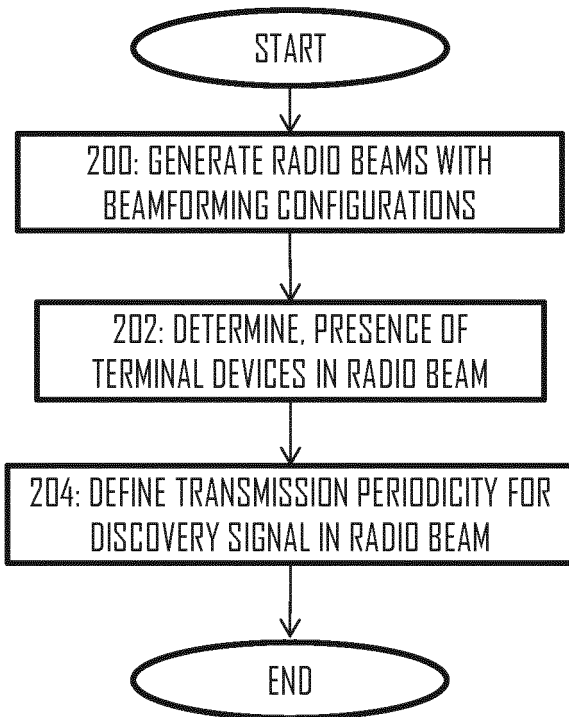 START
200: GENERATE RADIO BEAMS WITH
BEAMFORMING CONFIGURATIONS
202: DETERMINE, PRESENCE OF
TERMINAL DEVICES IN RADIO BEAM
204: DEFINE TRANSMISSION PERIODICITY FOR
DISCOVERY SIGNAL IN RADIO BEAM
END